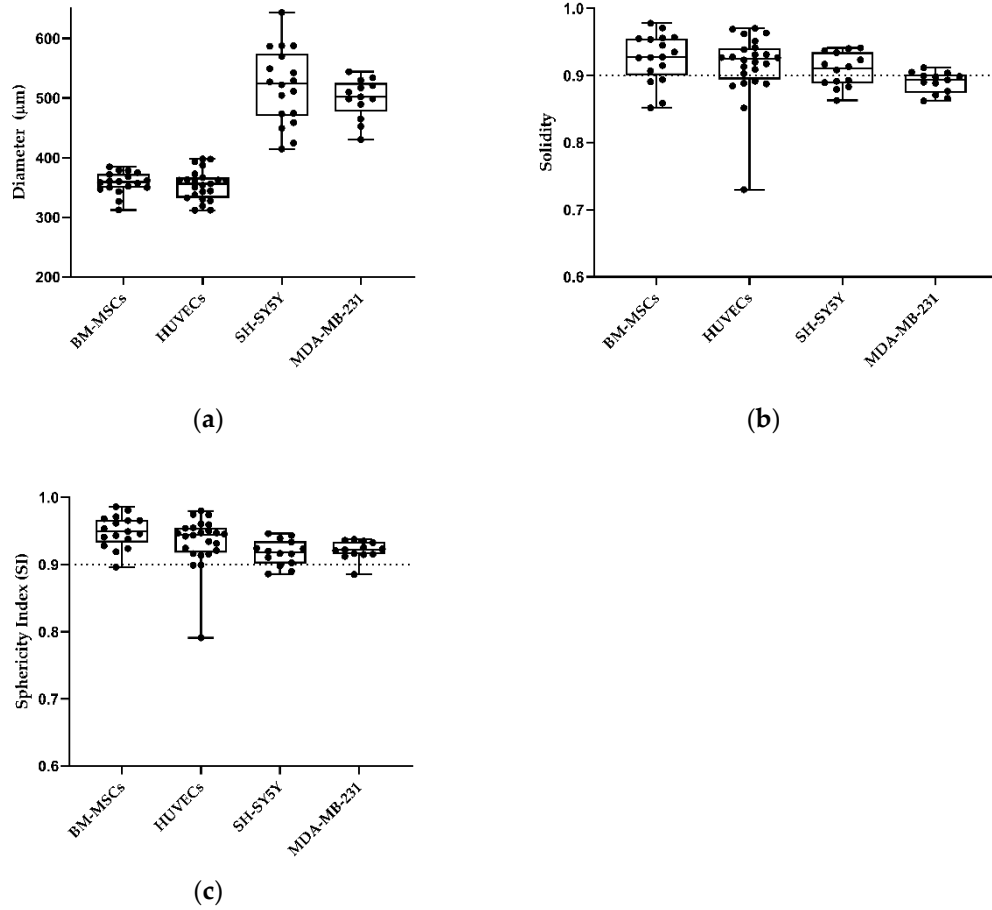 600
500
400
300
200
Diameter (μm)
BM-MSCs
HUVECs
SH-SY5Y
MDA-MB-231
(a)
1.0
0.9
0.8
0.7
0.6
Solidity
BM-MSCs
HUVECs
SH-SY5Y
MDA-MB-231
(b)
1.0
0.9
0.8
0.7
0.6
Sphericity Index (SI)
BM-MSCs
HUVECs
SH-SY5Y
MDA-MB-231
(c)